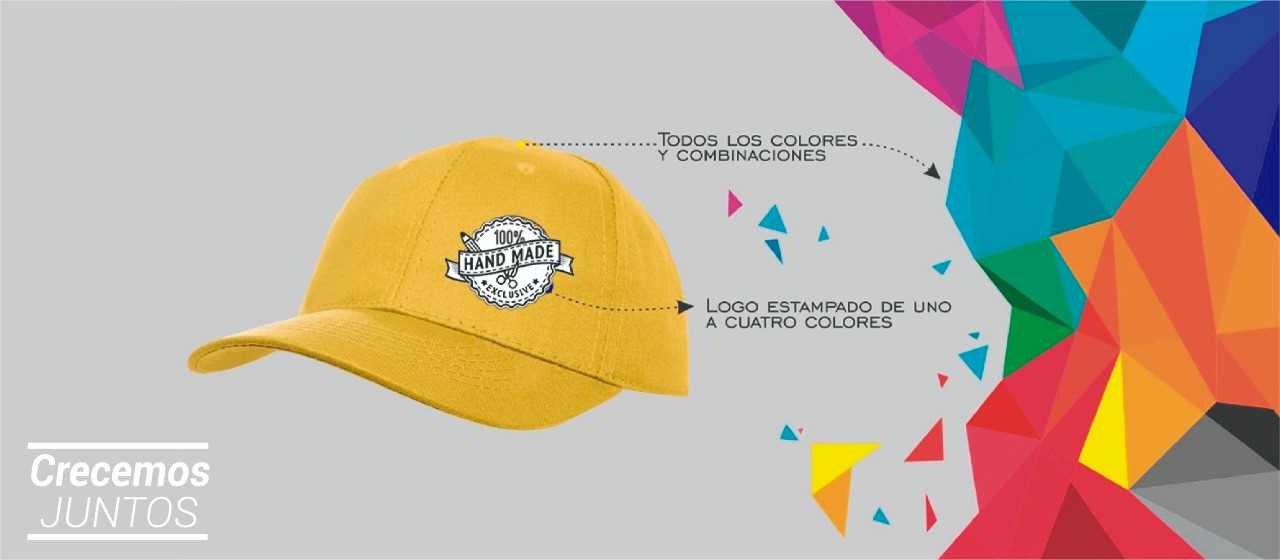 TODOS LOS COLORES
Y COMBINACIONES
100%
HAND MADE
EXCLUSIVE
LOGO ESTAMPADO DE UNO
A CUATRO COLORES
Crecemos
JUNTOS